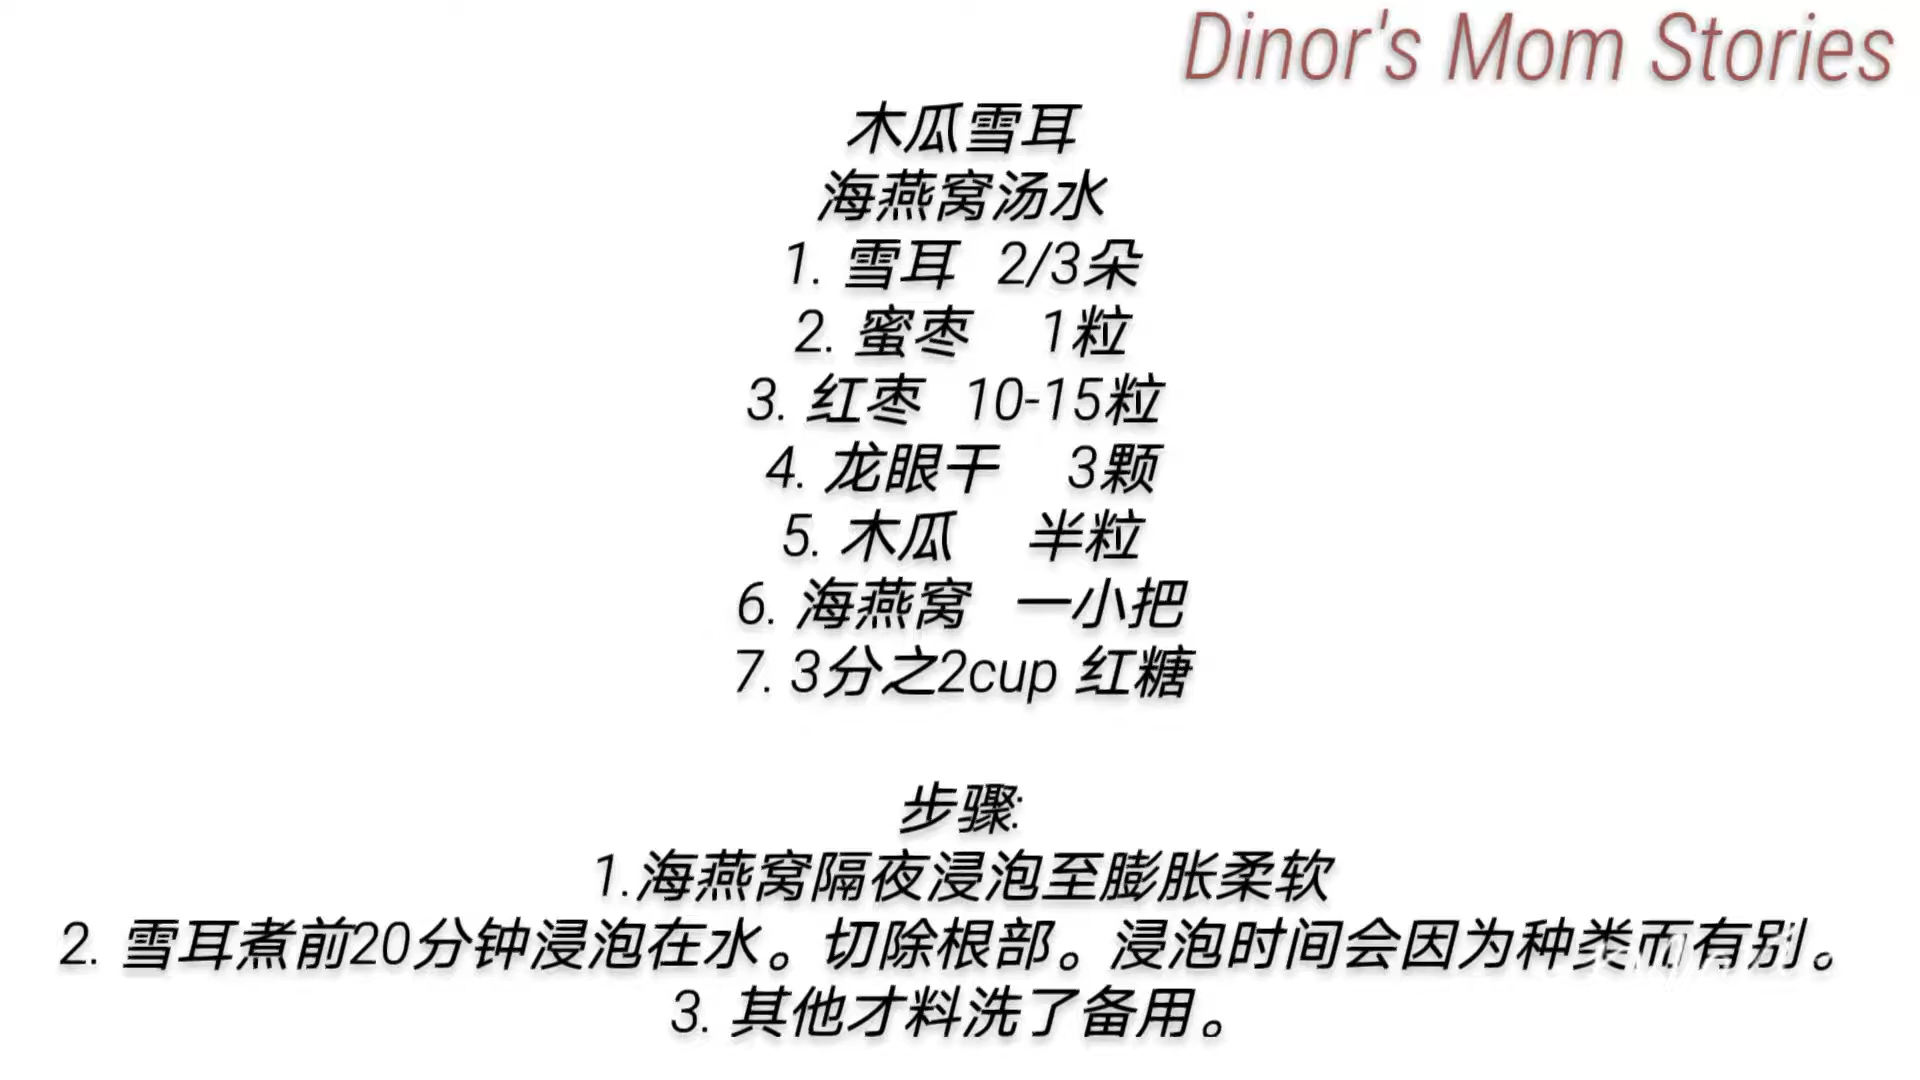 Dinor's Mom Stories
木瓜雪耳
海燕窝汤水
1. 雪耳 2/3朵
2. 蜜枣 1粒
3. 红枣 10-15粒
4. 龙眼干 3颗
5. 木瓜 半粒
6. 海燕窝 一小把
7. 3分之2cup 红糖
步骤:
1.海燕窝隔夜浸泡至膨胀柔软
2. 雪耳煮前20分钟浸泡在水。切除根部。浸泡时间会因为种类而有别。
3. 其他才料洗了备用。